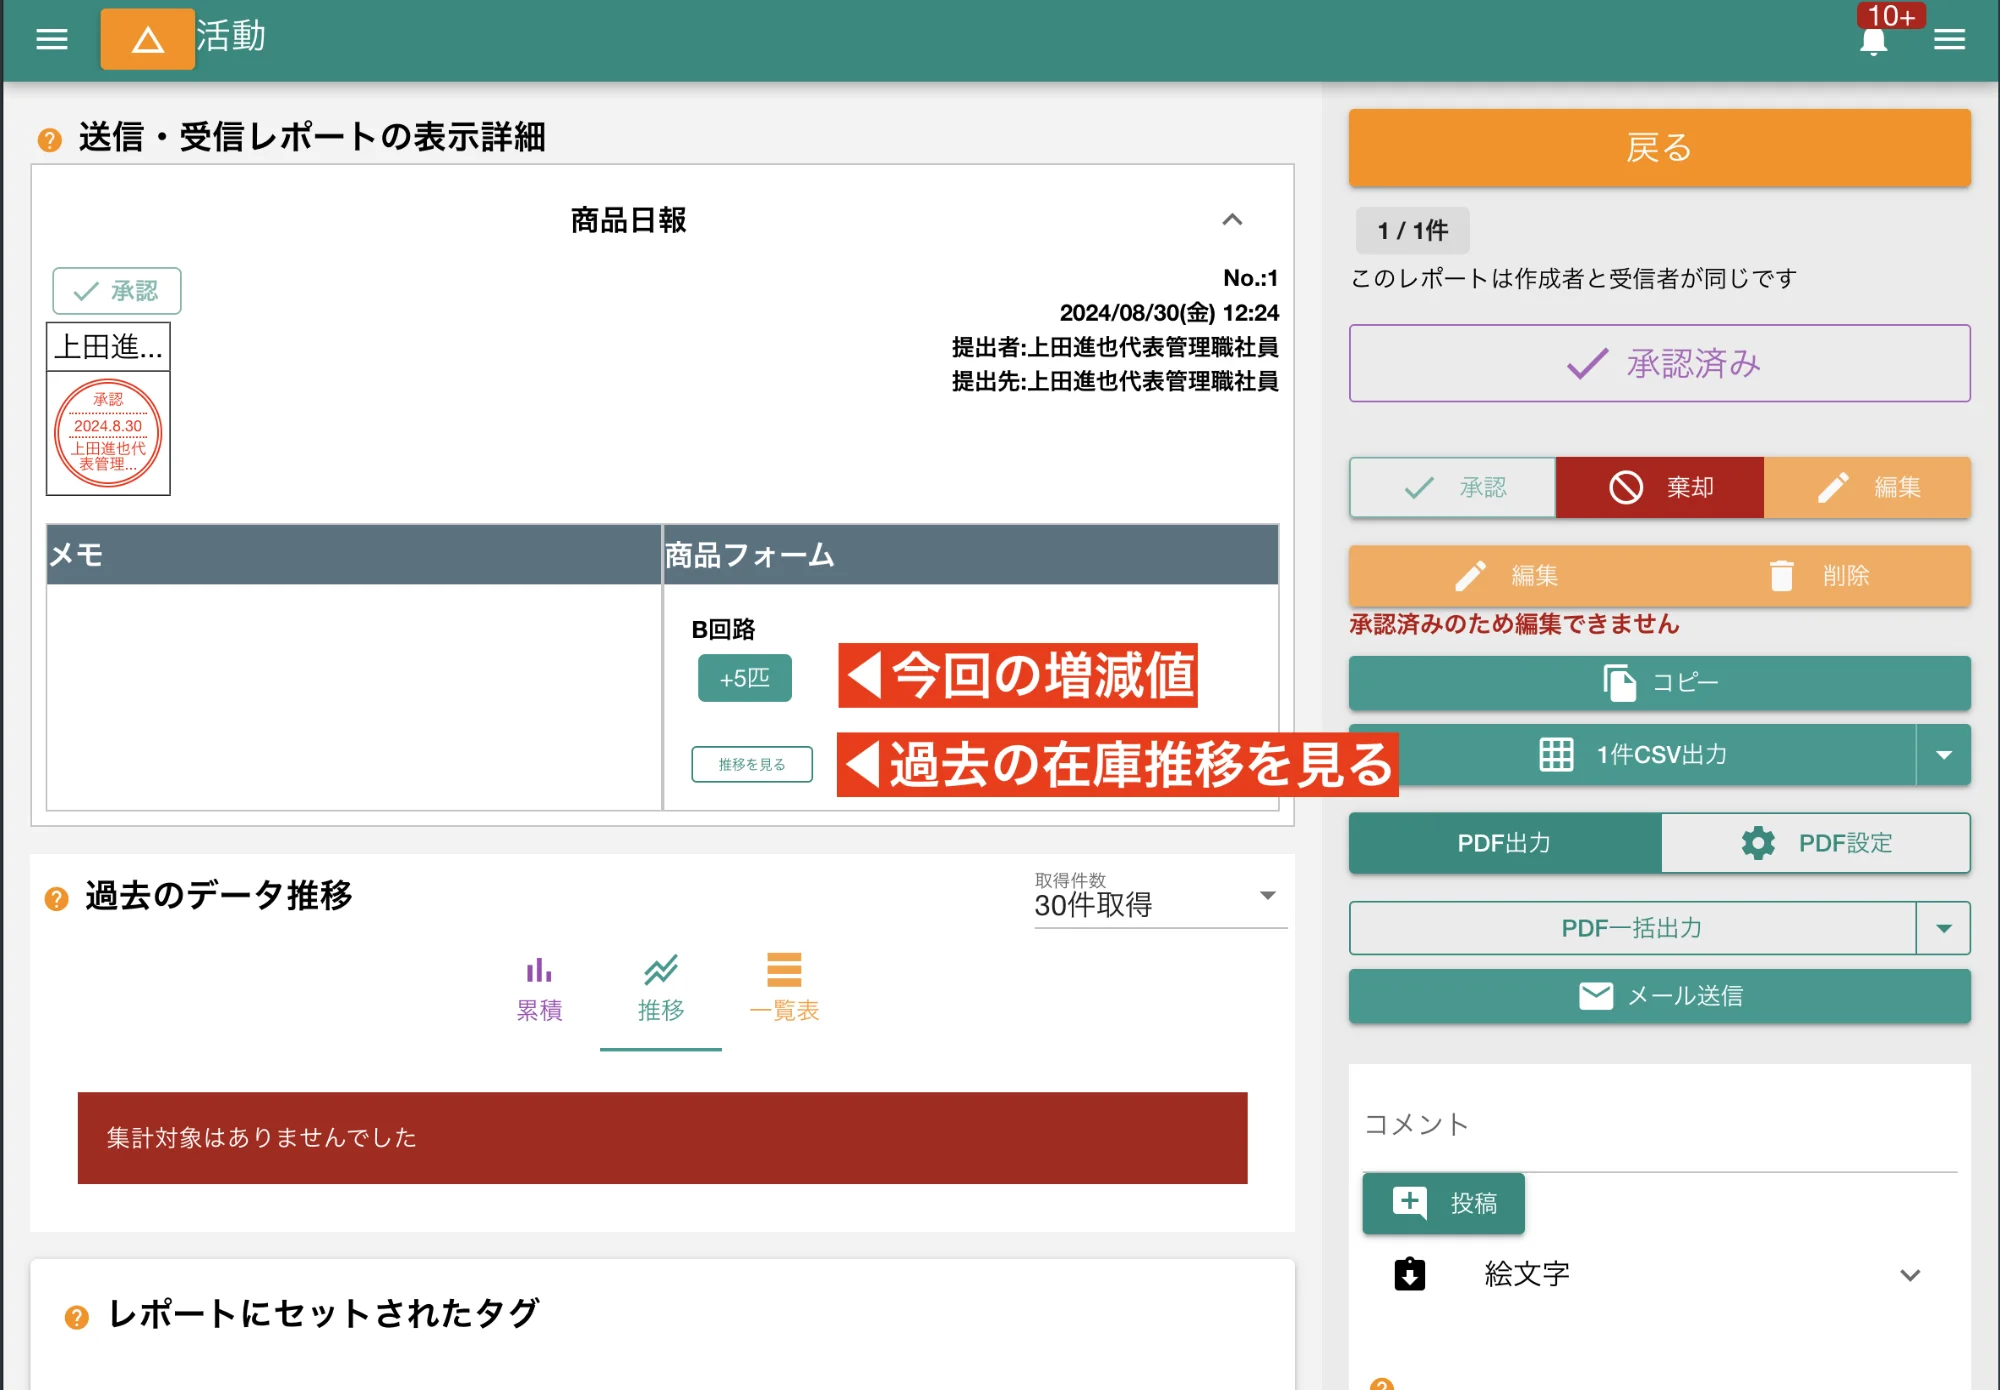 活動
10+
送信・受信レポートの表示詳細
商品日報
承認
No.:1
2024/08/30(金) 12:24
提出者:上田進也代表管理職社員
提出先:上田進也代表管理職社員
上田進...
承認
2024.8.30
上田進也代
表管理...
メモ
商品フォーム
B回路
+5匹
◀今回の増減値
推移を見る
◀過去の在庫推移を見る
過去のデータ推移
取得件数
30件取得
累積
推移
一覧表
集計対象はありませんでした
レポートにセットされたタグ
戻る
1 / 1件
このレポートは作成者と受信者が同じです
承認済み
承認
棄却
編集
編集
削除
承認済みのため編集できません
コピー
1件CSV出力
PDF出力
PDF設定
PDF一括出力
メール送信
コメント
投稿
絵文字